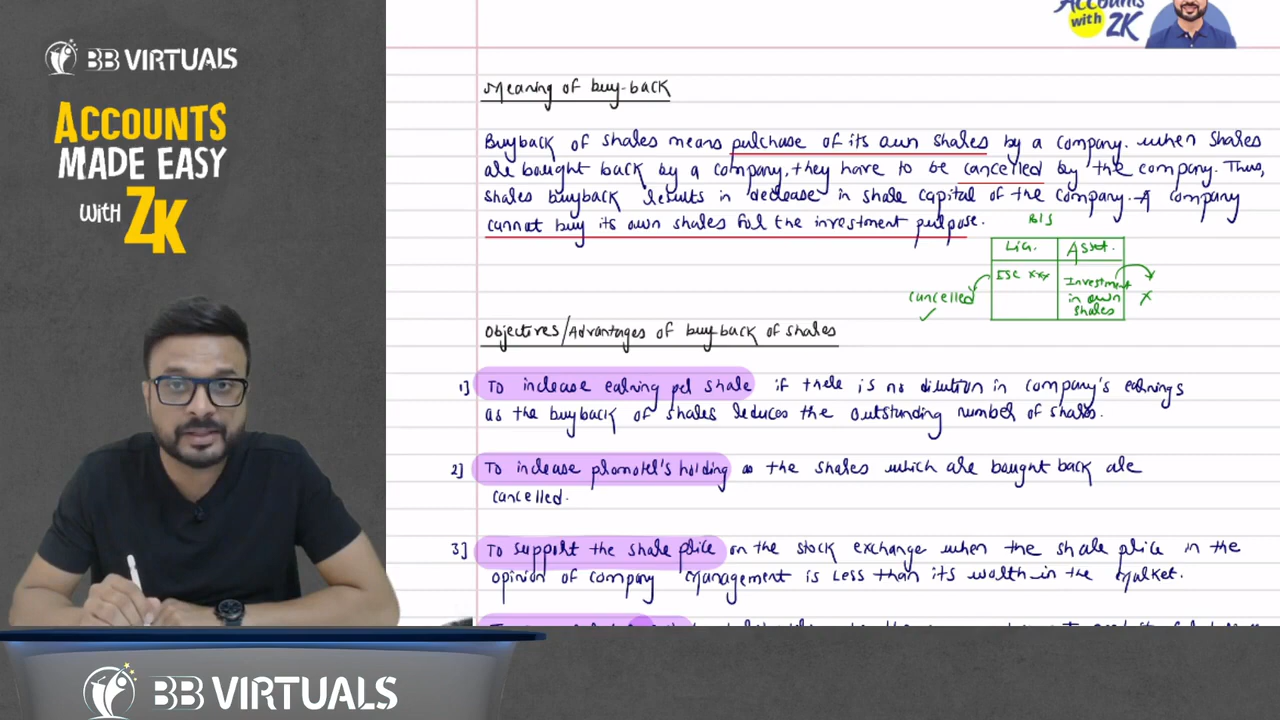 BB VIRTUALS
ACCOUNTS
MADE EASY
WITH ZK
Accounts
with ZK
Meaning of buy-back
Buyback of shares means purchase of its own shares by a company. when shares
are bought back by a company, they have to be cancelled by the company. Thus,
shares buyback results in decrease in share capital of the company. A company
cannot buy its own shares for the investment purpose.
B/S
Lia. Asset.
ESC xxx Investment
in own
shares
x
cancelled
Objectives/Advantages of buyback of shares
1] To increase earning per share if there is no dilution in company's earnings
as the buyback of shares reduces the outstanding number of shares.
2] To increase promoter's holding as the shares which are bought back are
cancelled.
3] To support the share price on the stock exchange when the share price in the
opinion of company management is less than its worth in the market.
BB VIRTUALS